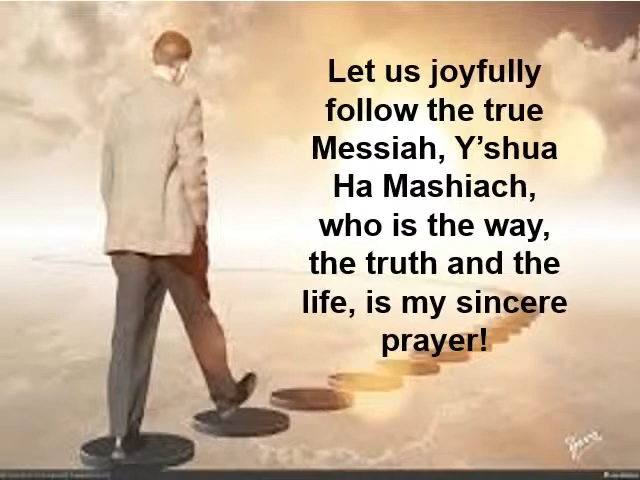 Let us joyfully
follow the true
Messiah, Y’shua
Ha Mashiach,
who is the way,
the truth and the
life, is my sincere
prayer!